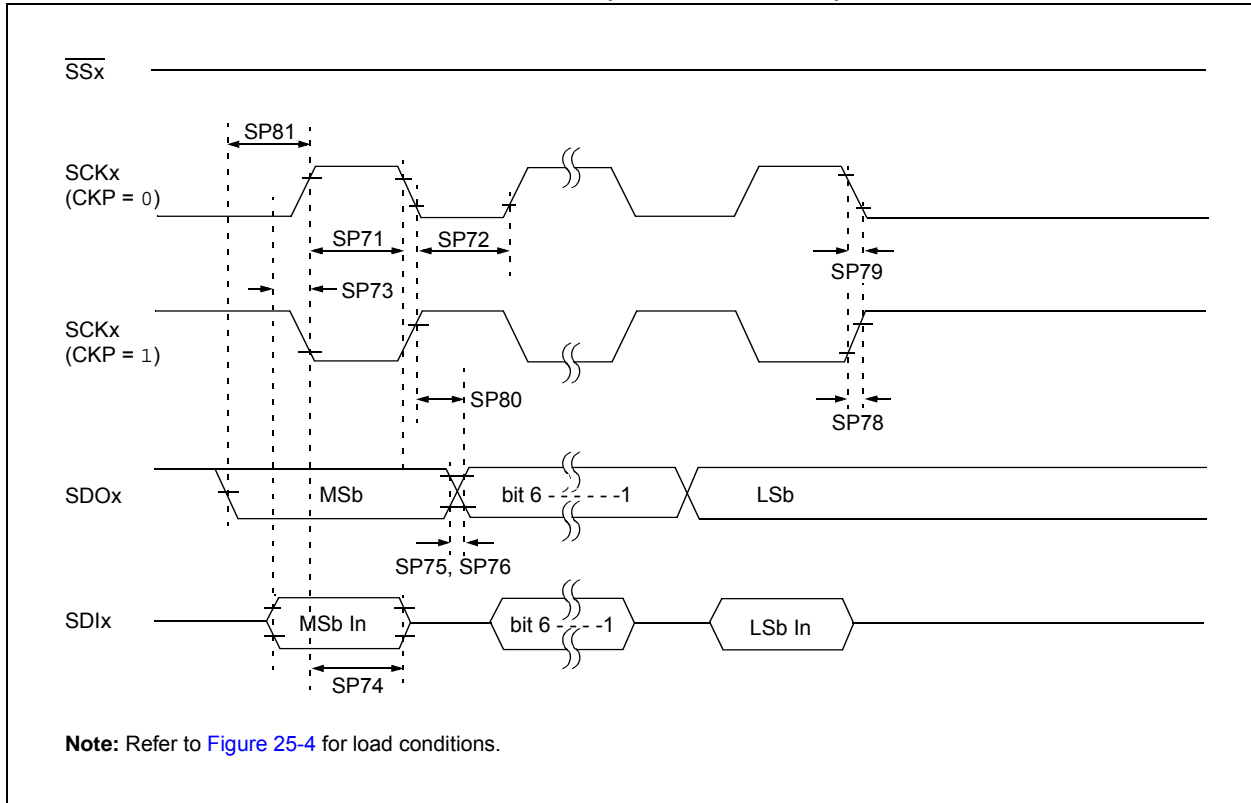 SSx
SP81
SCKx
(CKP = 0)
SP71
SP72
SP79
SP73
SCKx
(CKP = 1)
SP80
SP78
SDOx
MSb
bit 6 - - - - - -1
LSb
SP75, SP76
SDIx
MSb In
bit 6 - - - -1
LSb In
SP74
Note: Refer to Figure 25-4 for load conditions.